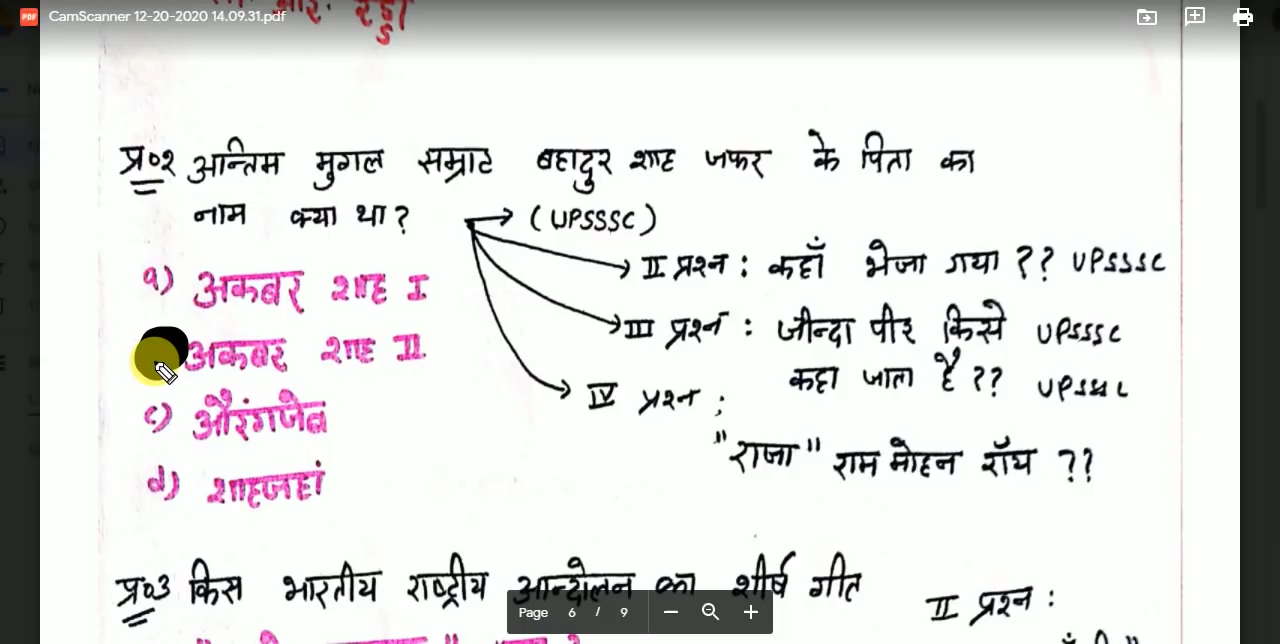 CamScanner 12-20-2020 14.09.31.pdf
प्र०२ अन्तिम मुगल सम्राट बहादुर शाह जफर के पिता का
नाम क्या था?
(UPSSSC)
a) अकबर शाह I
अकबर शाह II
c) औरंगजेब
d) शाहजहां
II प्रश्न : कहाँ भेजा गया ?? UPSSSC
III प्रश्न : जीन्दा पीर किसे UPSSSC
कहा जाता है ??
IV प्रश्न :
"राजा" राम मोहन रॉय ??
प्र०3 किस भारतीय राष्ट्रीय आन्दोलन का शीर्ष गीत
II प्रश्न :
Page 6 / 9